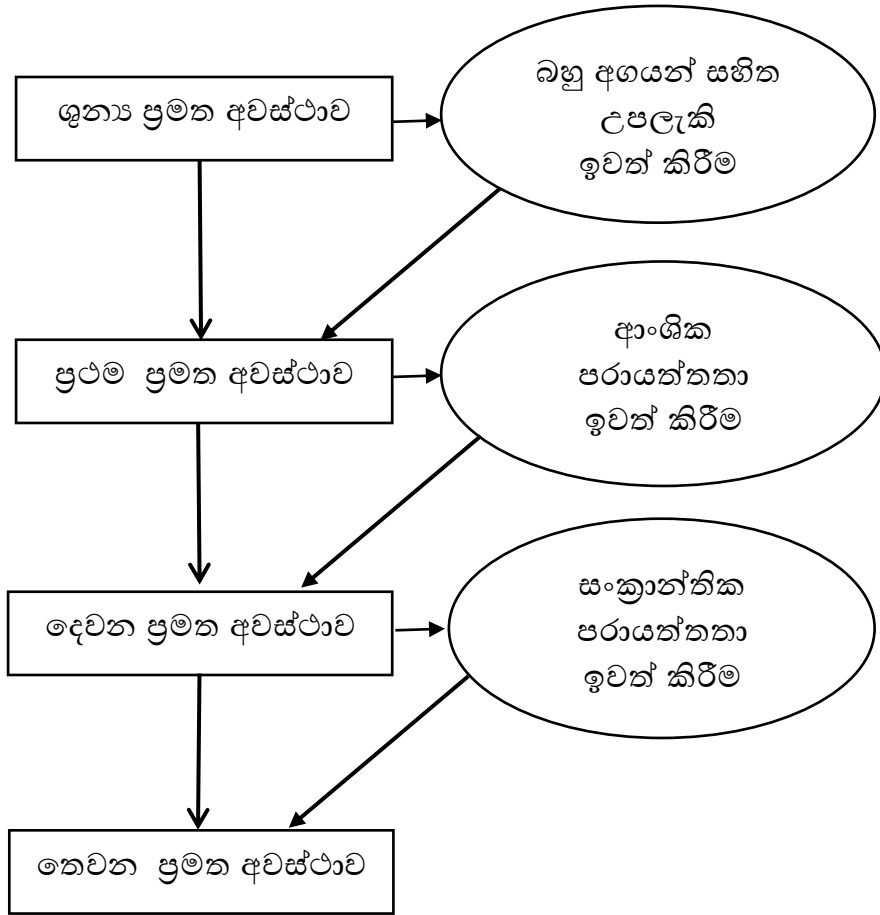 ශුන්‍ය ප්‍රමත අවස්ථාව
බහු අගයන් සහිත
උපලැකි
ඉවත් කිරීම
ප්‍රථම ප්‍රමත අවස්ථාව
ආංශික
පරායත්තතා
ඉවත් කිරීම
දෙවන ප්‍රමත අවස්ථාව
සංක්‍රාන්තික
පරායත්තතා
ඉවත් කිරීම
තෙවන ප්‍රමත අවස්ථාව